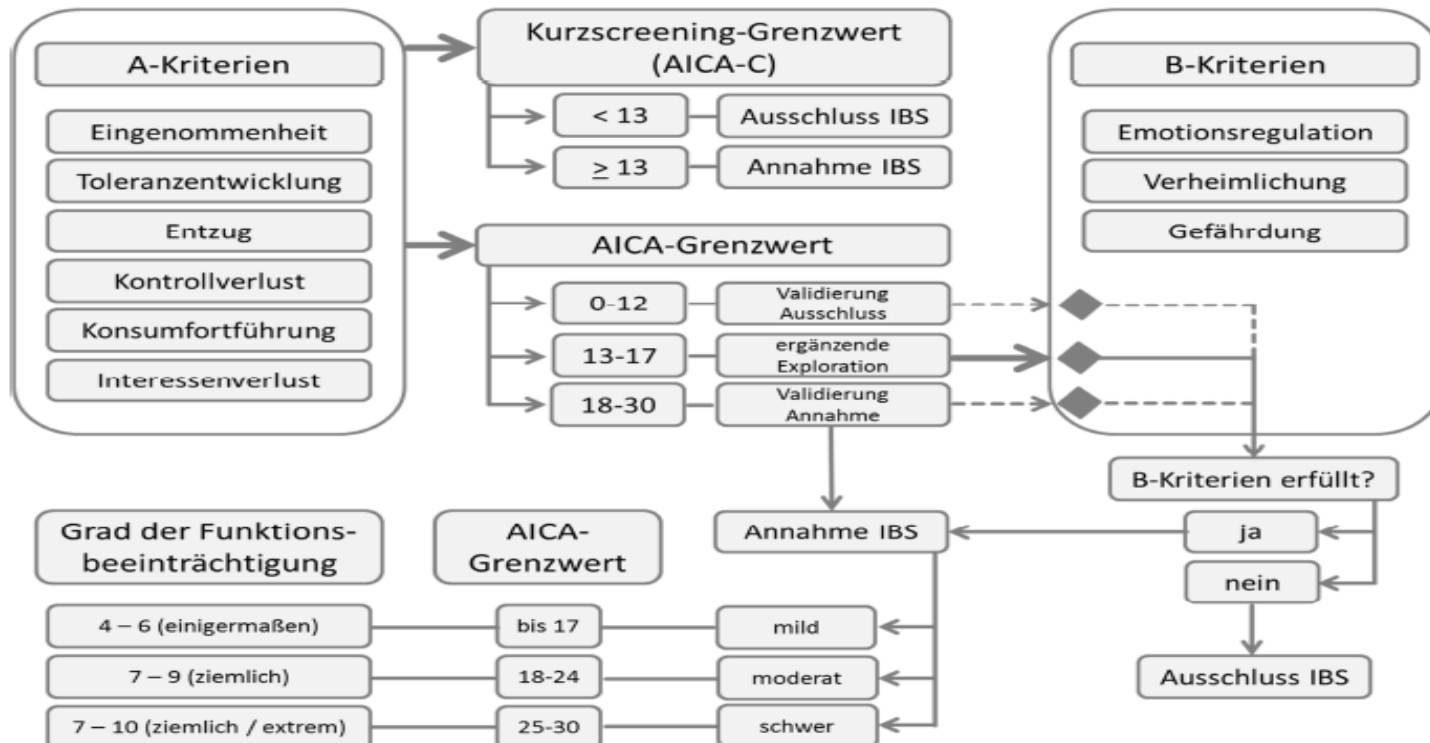 A-Kriterien
Eingenommenheit
Toleranzentwicklung
Entzug
Kontrollverlust
Konsumfortführung
Interessenverlust
Kurzscreening-Grenzwert
(AICA-C)
< 13
Ausschluss IBS
≥ 13
Annahme IBS
AICA-Grenzwert
0-12
Validierung
Ausschluss
13-17
ergänzende
Exploration
18-30
Validierung
Annahme
B-Kriterien
Emotionsregulation
Verheimlichung
Gefährdung
B-Kriterien erfüllt?
ja
nein
Ausschluss IBS
Annahme IBS
Grad der Funktions-
beeinträchtigung
AICA-
Grenzwert
4 – 6 (einigermaßen)
bis 17
mild
7 – 9 (ziemlich)
18-24
moderat
7 – 10 (ziemlich / extrem)
25-30
schwer